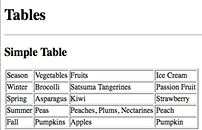 Tables
Simple Table
Season Vegetables Fruits Ice Cream
Winter Brocolli Satsuma Tangerines Passion Fruit
Spring Asparagus Kiwi Strawberry
Summer Peas Peaches, Plums, Nectarines Peach
Fall Pumpkins Apples Pumpkin